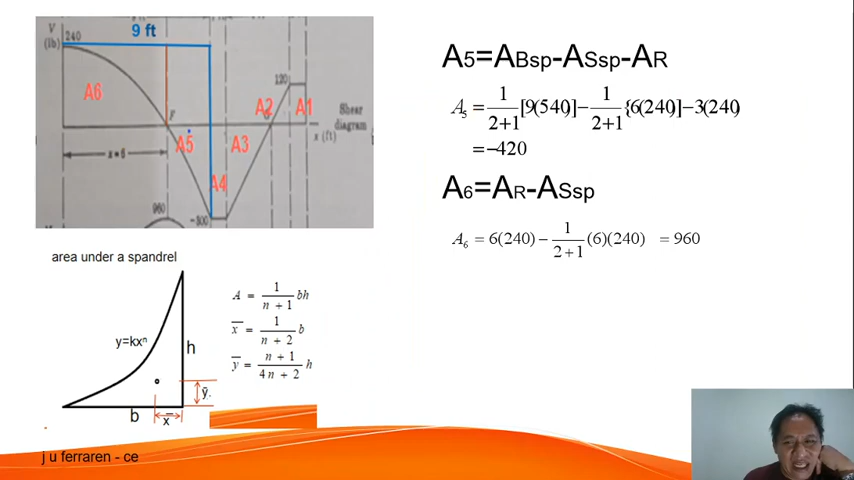 V
(lb)
240
9 ft
A6
F
A5
A4
A3
A2
120
A1
Shear
diagram
x (ft)
x = 6
960
-300
area under a spandrel
y=kxⁿ
h
b
x̄
ȳ.
A = 1/(n + 1) bh
x̄ = 1/(n + 2) b
ȳ = (n + 1)/(4n + 2) h
A5=ABsp-ASsp-AR
A₅ = 1/(2+1) [9(540)] − 1/(2+1) {6(240)] − 3(240)
= −420
A6=AR-ASsp
A₆ = 6(240) − 1/(2+1) (6)(240) = 960
j u ferraren - ce